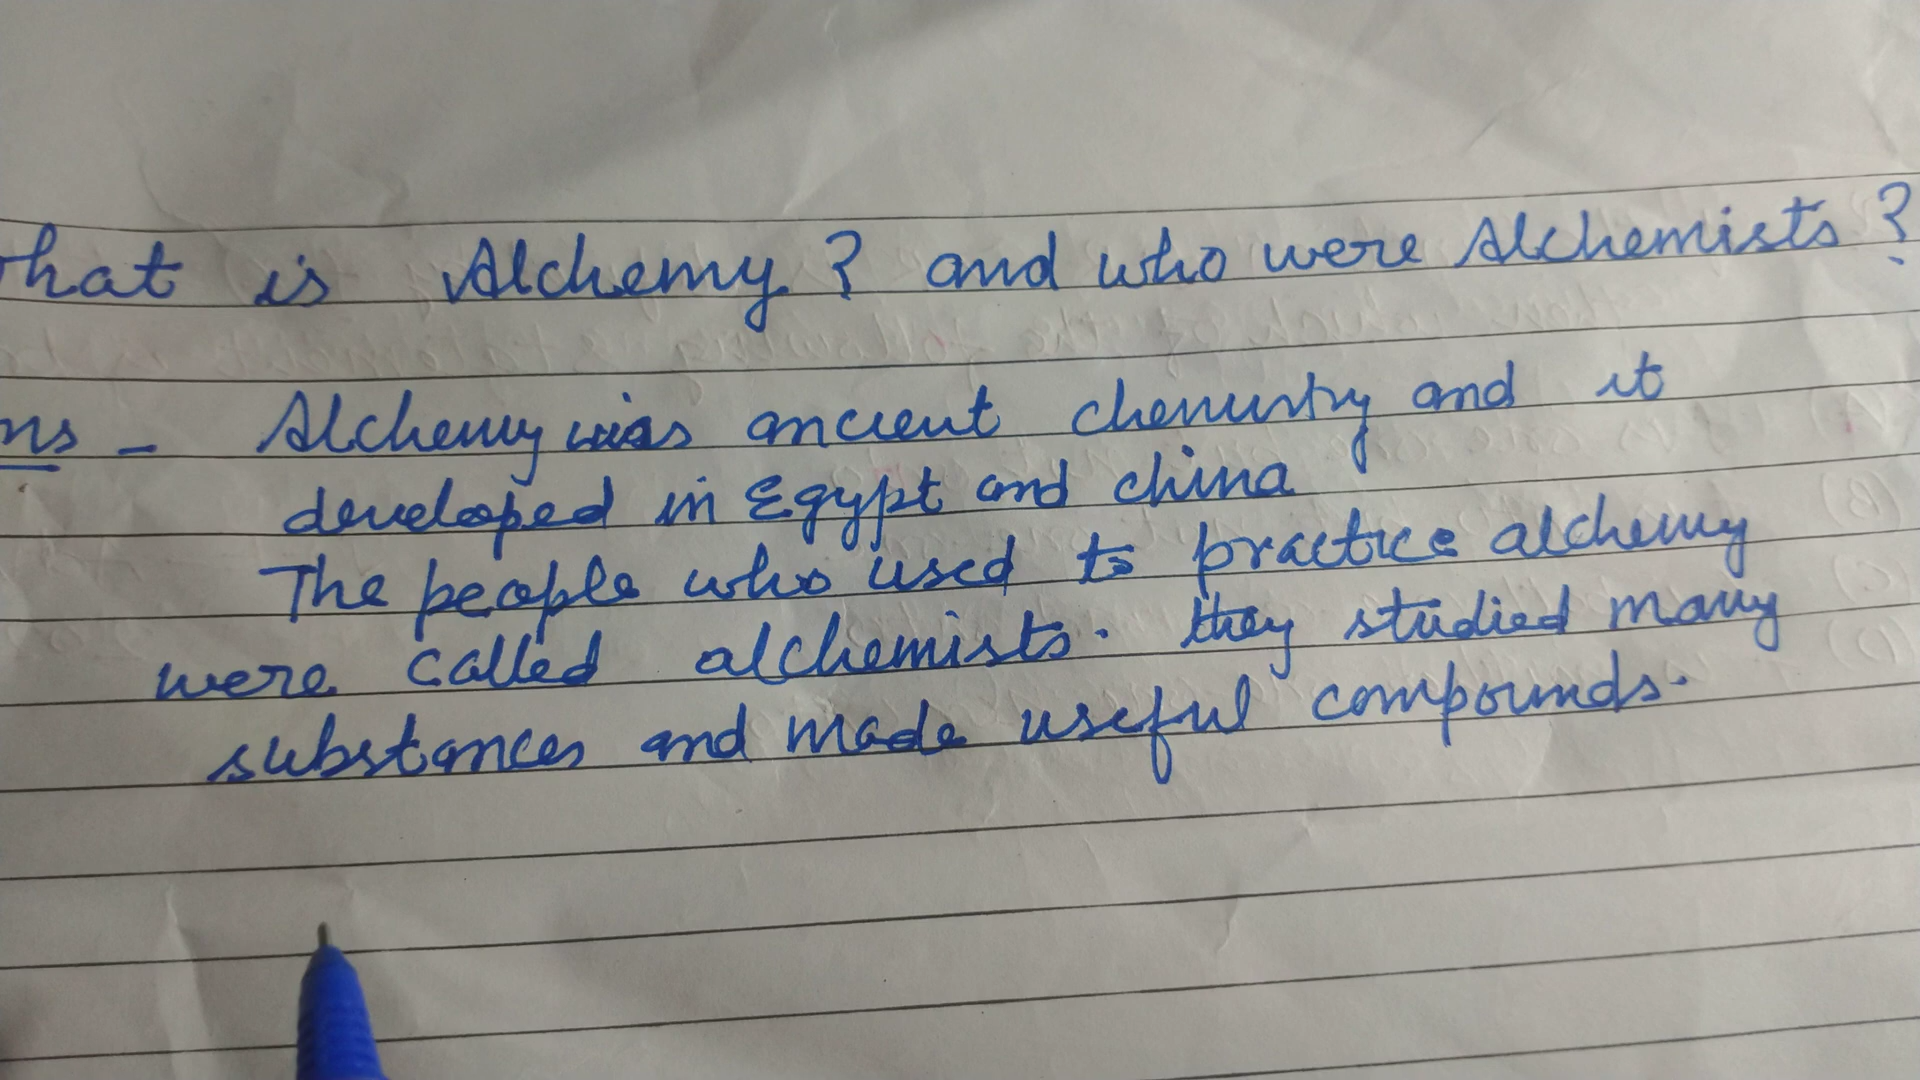 hat is Alchemy? and who were Alchemists?
ns - Alchemy was ancient chemistry and it
developed in Egypt and china
The people who used to practice alchemy
were called alchemists. they studied many
substances and made useful compounds.